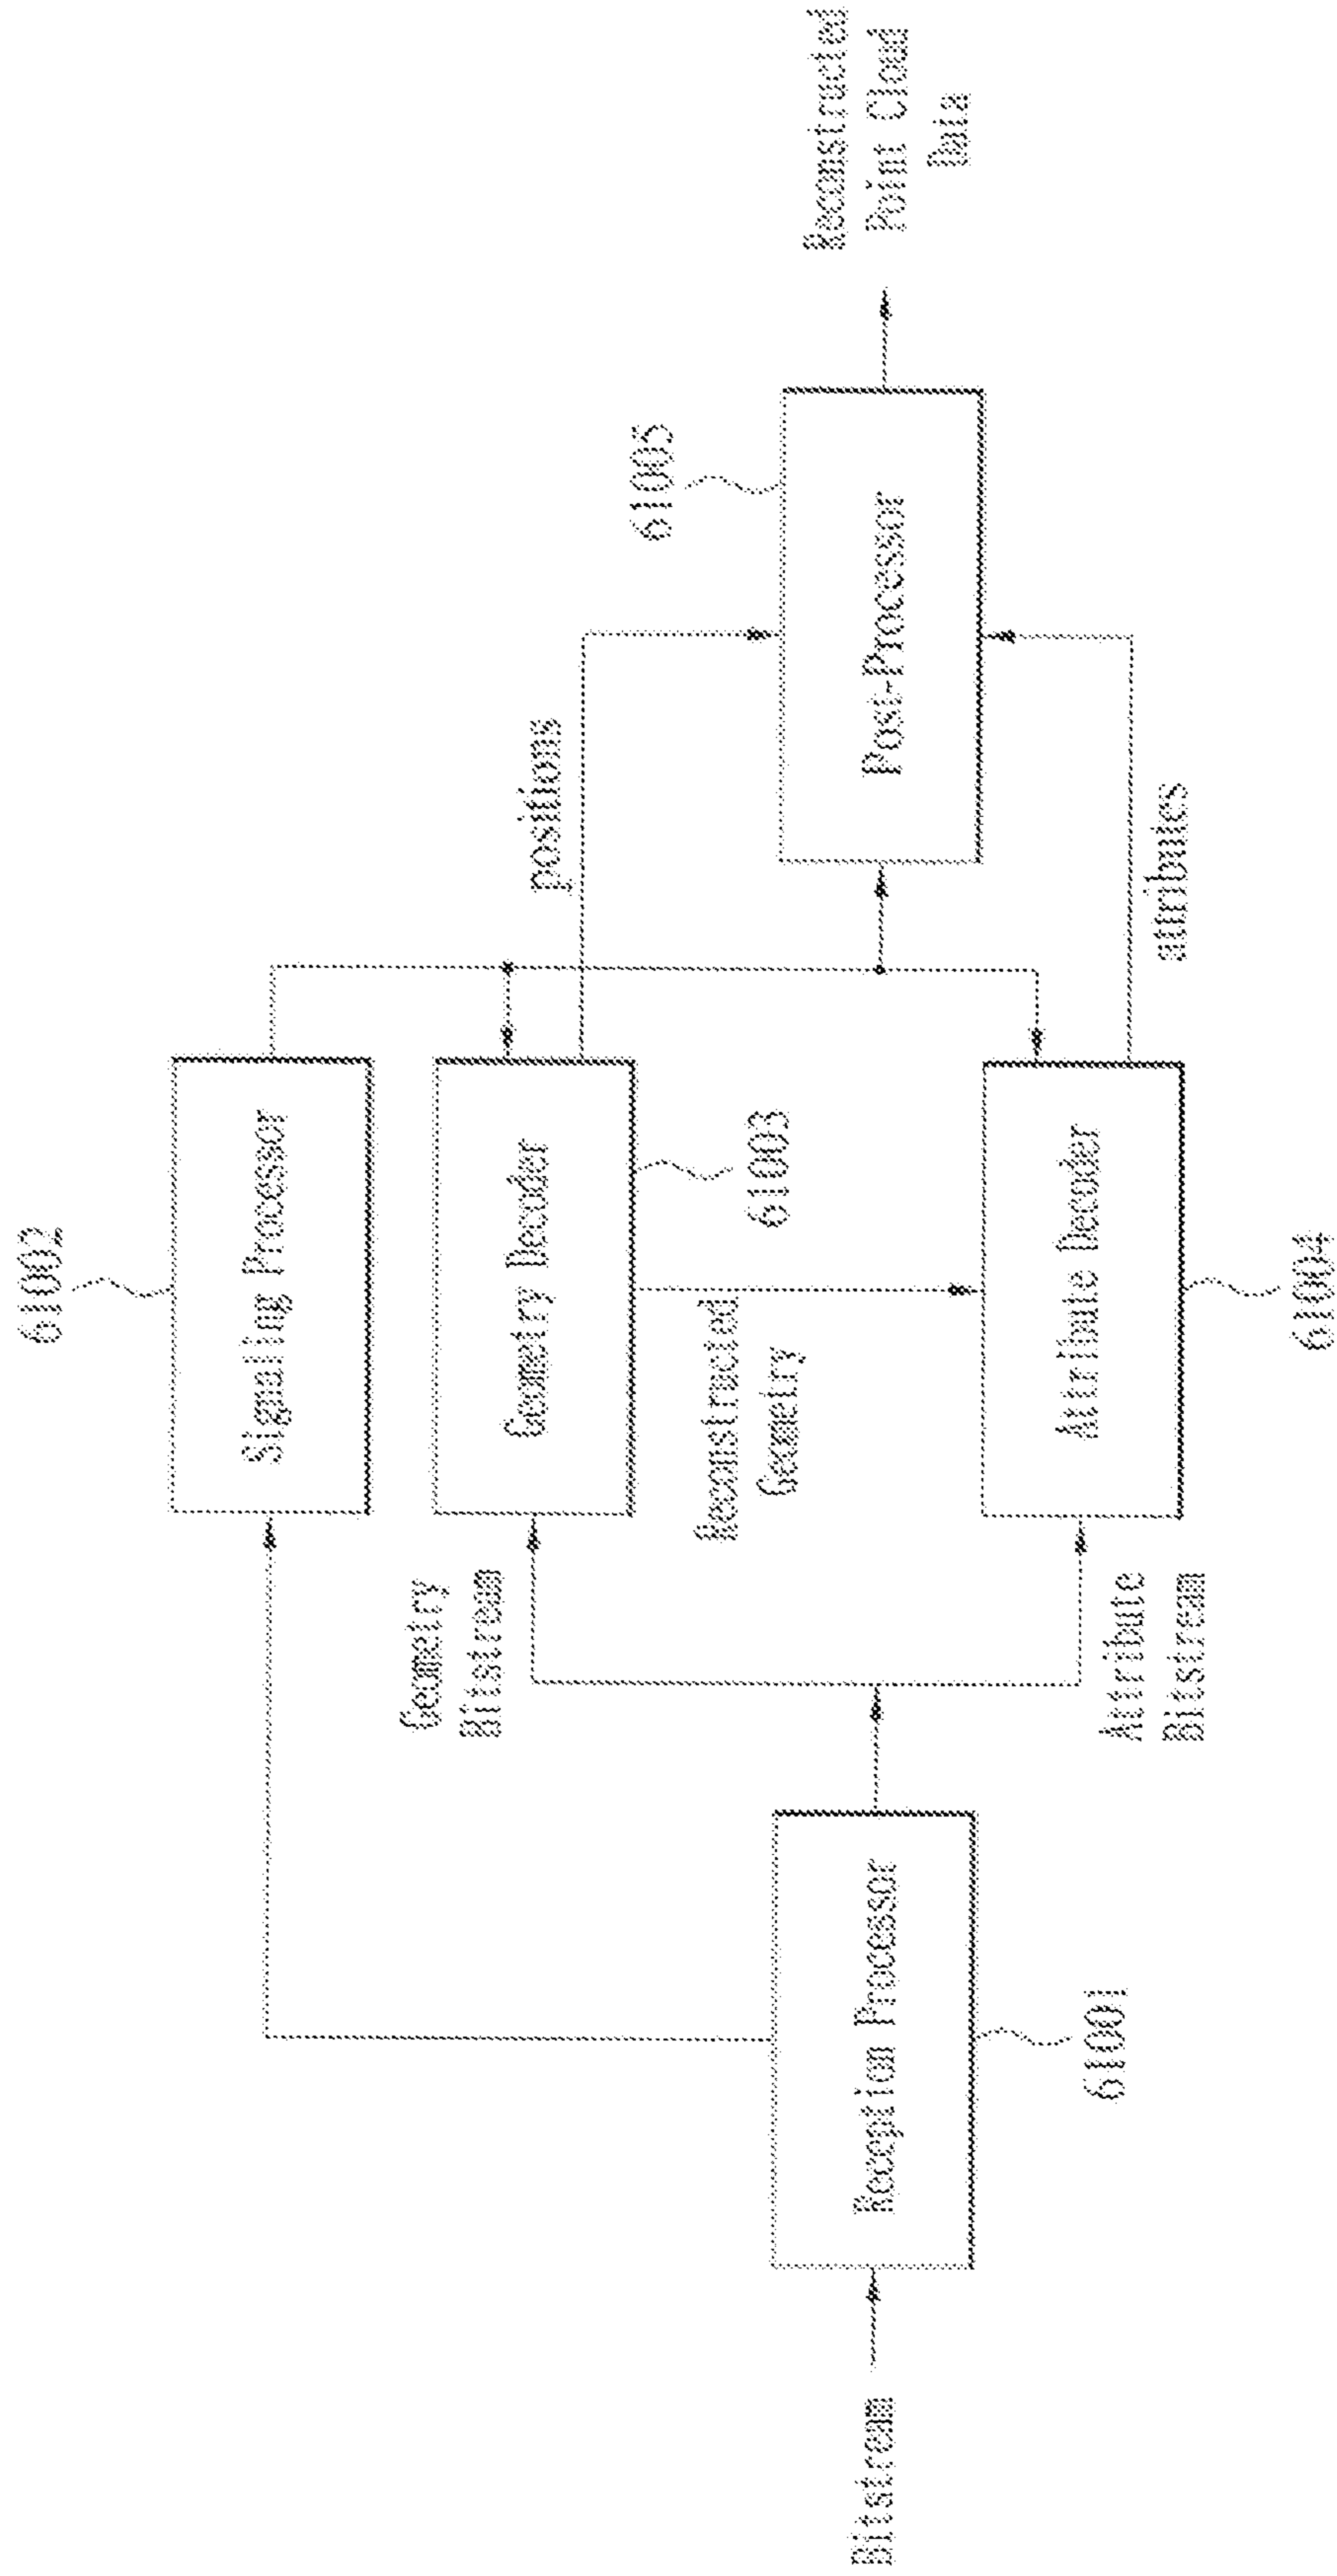 Bitstream
Reception Processor
61001
Geometry
Bitstream
Attribute
Bitstream
61002
Signaling Processor
Geometry Decoder
61003
Reconstructed
Geometry
Attribute Decoder
61004
positions
attributes
61005
Post-Processor
Reconstructed
Point Cloud
Data